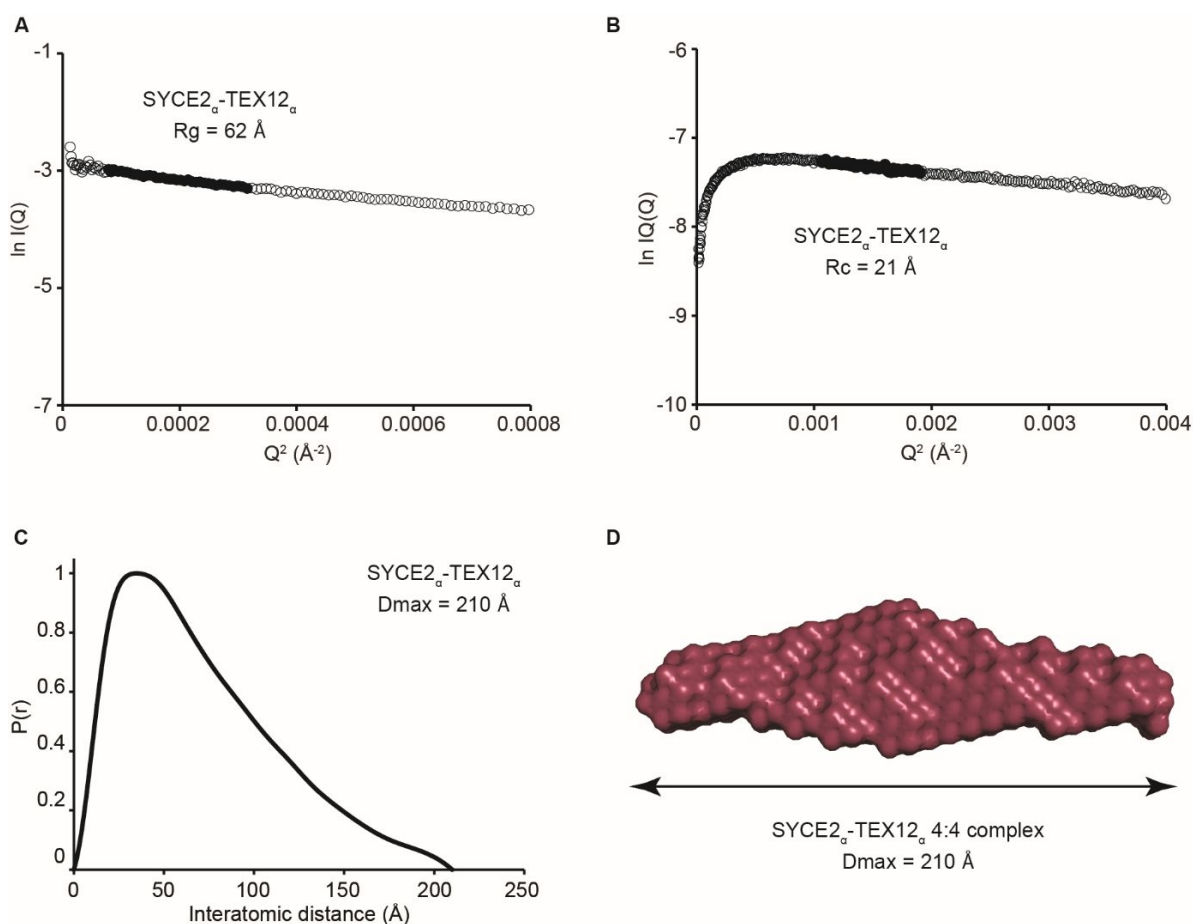 A
-1
-3
-5
-7
ln I(Q)
SYCE2α-TEX12α
Rg = 62 Å
0 0.0002 0.0004 0.0006 0.0008
Q² (Å⁻²)
B
-6
-7
-8
-9
-10
ln IQ(Q)
SYCE2α-TEX12α
Rc = 21 Å
0 0.001 0.002 0.003 0.004
Q² (Å⁻²)
C
1
0.8
0.6
0.4
0.2
0
P(r)
SYCE2α-TEX12α
Dmax = 210 Å
0 50 100 150 200 250
Interatomic distance (Å)
D
SYCE2α-TEX12α 4:4 complex
Dmax = 210 Å